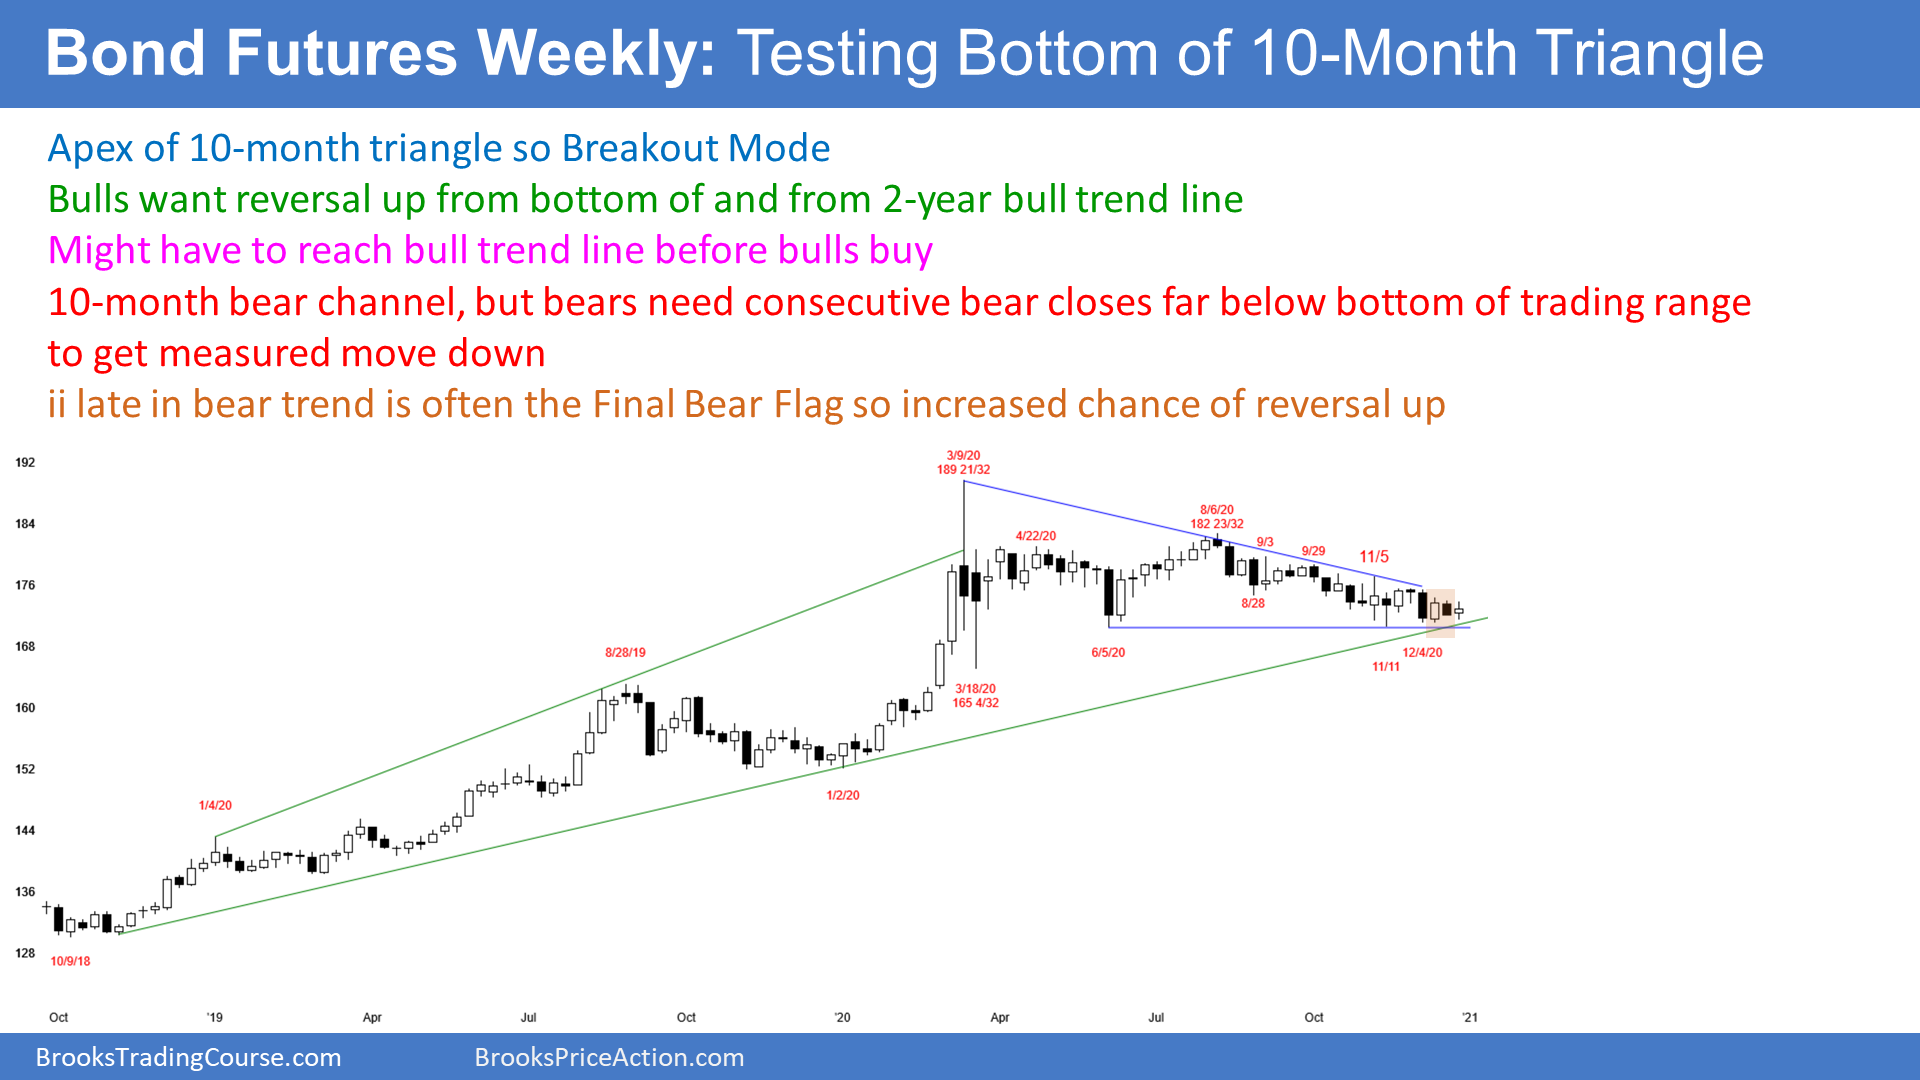 Bond Futures Weekly: Testing Bottom of 10-Month Triangle
Apex of 10-month triangle so Breakout Mode
Bulls want reversal up from bottom of and from 2-year bull trend line
Might have to reach bull trend line before bulls buy
10-month bear channel, but bears need consecutive bear closes far below bottom of trading range
to get measured move down
ii late in bear trend is often the Final Bear Flag so increased chance of reversal up
192
184
176
168
160
152
144
136
128
3/9/20
189 21/32
4/22/20
8/6/20
182 23/32
9/3
9/29
11/5
8/28
8/28/19
6/5/20
12/4/20
11/11
3/18/20
165 4/32
1/4/20
1/2/20
10/9/18
Oct
'19
Apr
Jul
Oct
'20
Apr
Jul
Oct
'21
BrooksTradingCourse.com
BrooksPriceAction.com